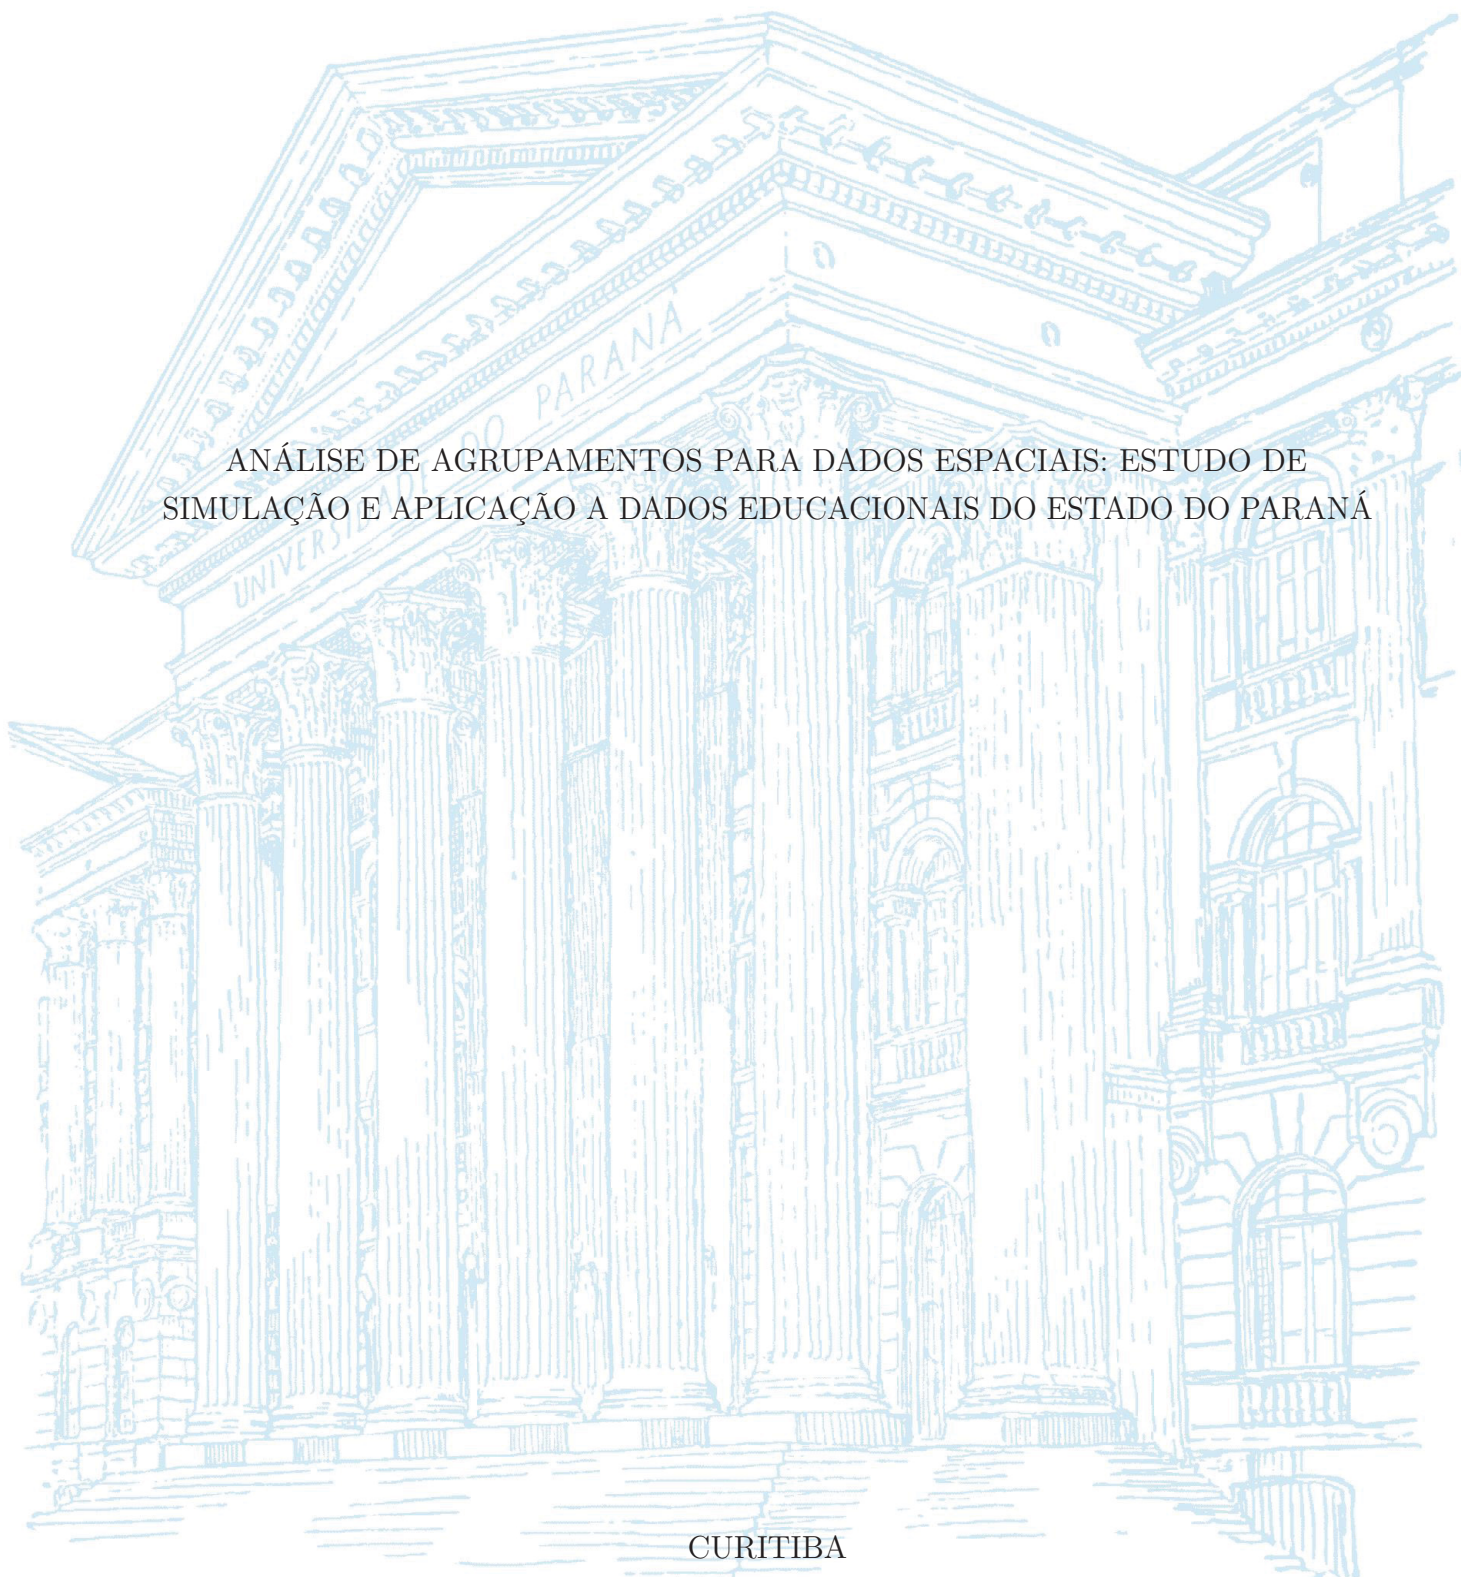 UNIVERSI DO PARANÁ
ANÁLISE DE AGRUPAMENTOS PARA DADOS ESPACIAIS: ESTUDO DE
SIMULAÇÃO E APLICAÇÃO A DADOS EDUCACIONAIS DO ESTADO DO PARANÁ
CURITIBA